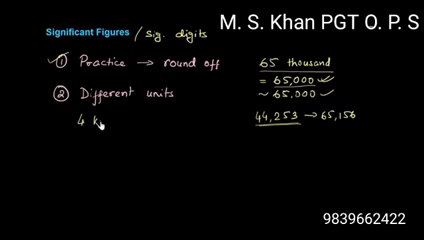 M. S. Khan PGT O. P. S
Significant Figures / Sig. digits
① Practice → round off
65 thousand
= 65,000
~ 65,000
② Different units
44,253 → 65,156
4 k
9839662422